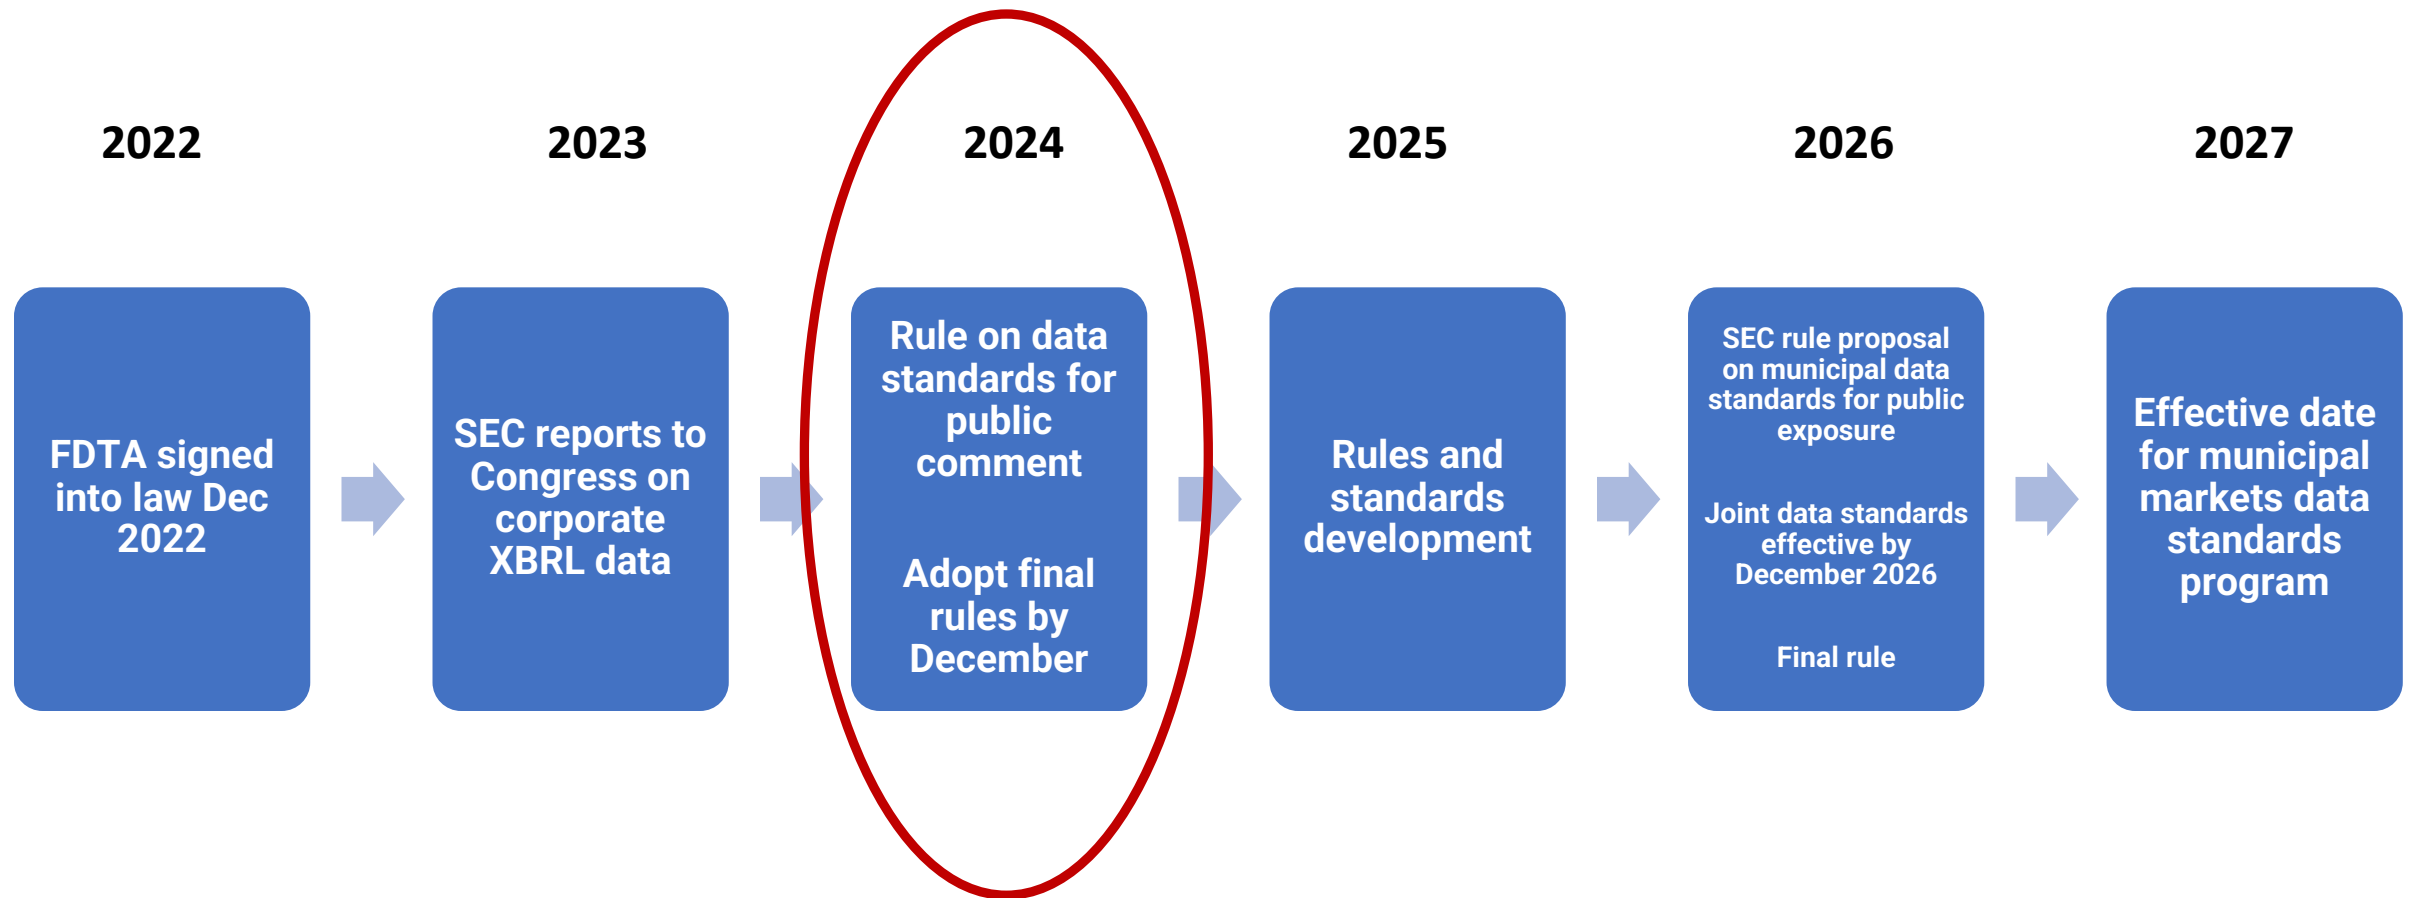 2022
2023
2024
2025
2026
2027
FDTA signed
into law Dec
2022
SEC reports to
Congress on
corporate
XBRL data
Rule on data
standards for
public
comment
Adopt final
rules by
December
Rules and
standards
development
SEC rule proposal
on municipal data
standards for public
exposure
Joint data standards
effective by
December 2026
Final rule
Effective date
for municipal
markets data
standards
program